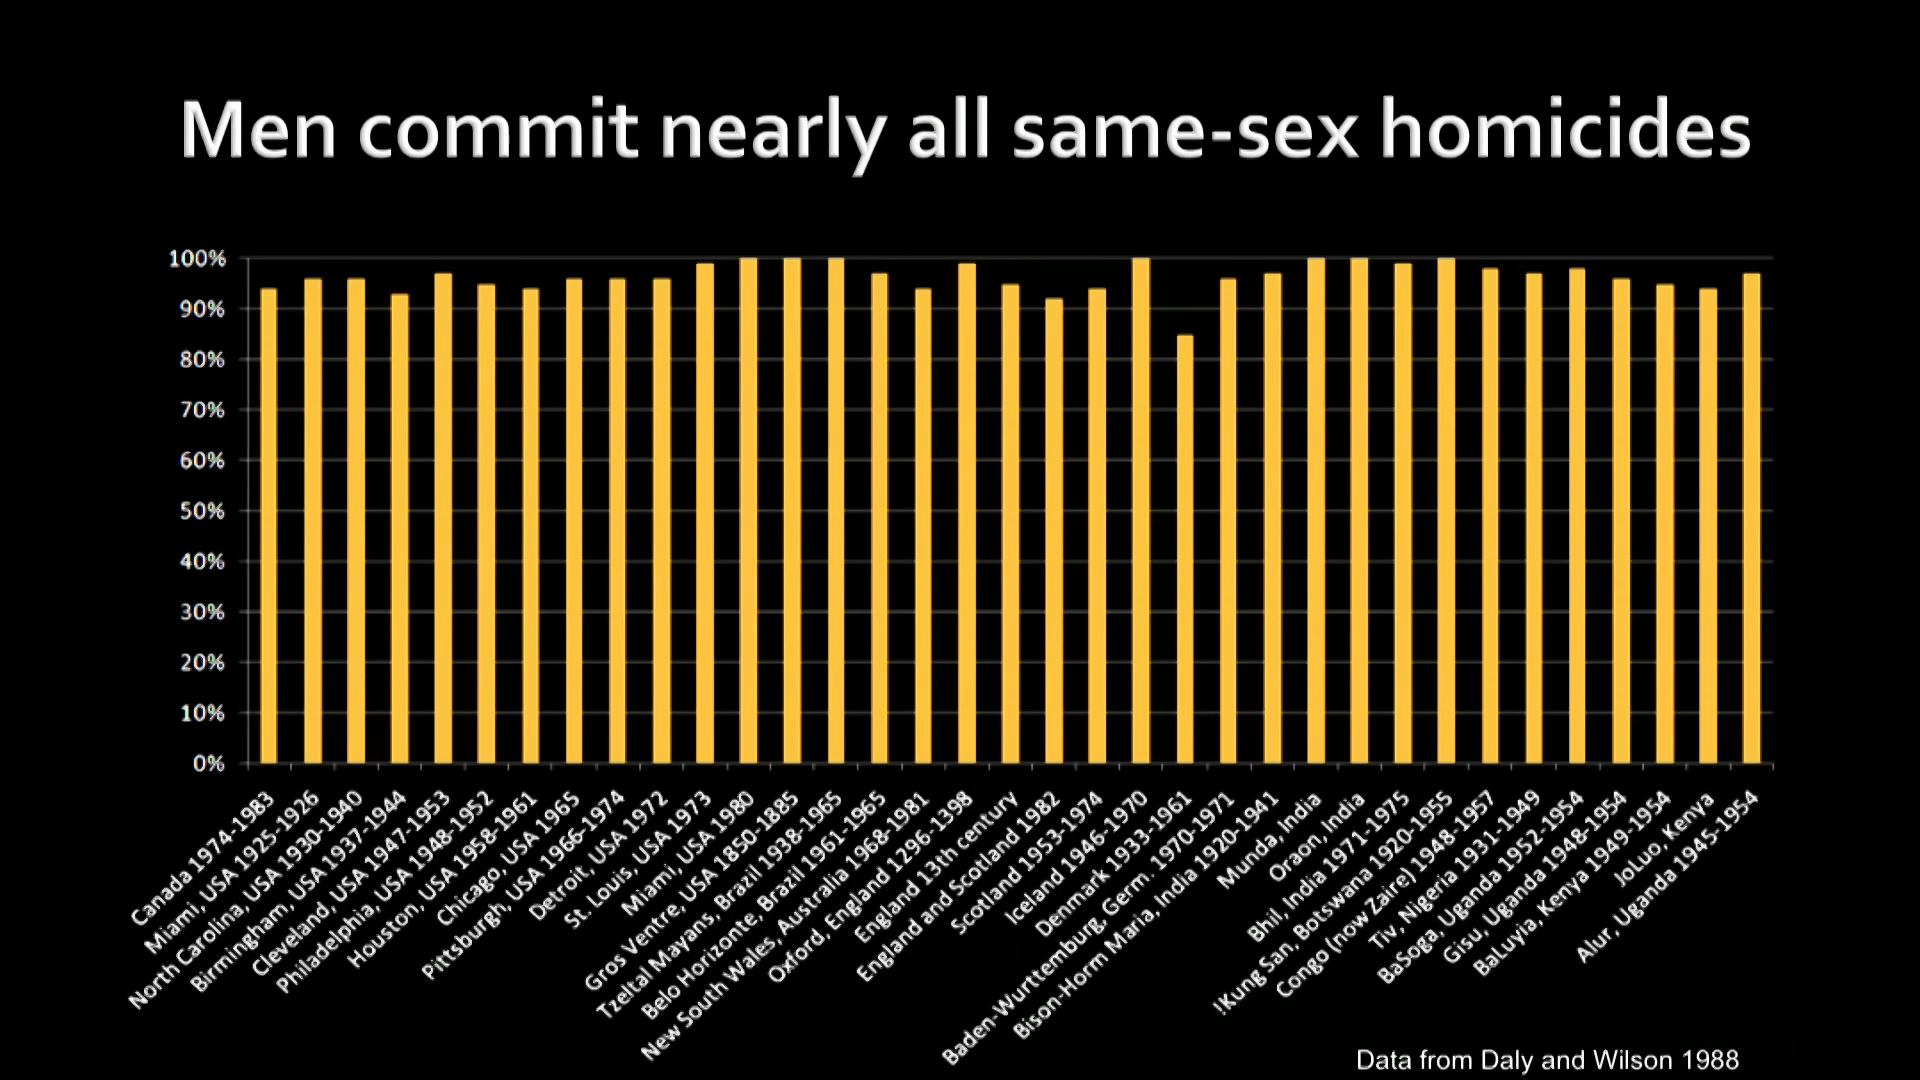 Men commit nearly all same-sex homicides
100%
90%
80%
70%
60%
50%
40%
30%
20%
10%
0%
Canada 1974-1983
Miami, USA 1925-1926
North Carolina, USA 1930-1940
Birmingham, USA 1937-1944
Cleveland, USA 1947-1953
Philadelphia, USA 1948-1952
Houston, USA 1958-1961
Chicago, USA 1965
Pittsburgh, USA 1966-1974
Detroit, USA 1972
St. Louis, USA 1973
Miami, USA 1980
Gros Ventre, USA 1850-1885
Tzeltal Mayans, Brazil 1938-1965
Belo Horizonte, Brazil 1961-1965
New South Wales, Australia 1968-1981
Oxford, England 1296-1398
England 13th century
England and Scotland 1982
Scotland 1953-1974
Iceland 1946-1970
Denmark 1933-1961
Baden-Wurttemburg, Germ. 1970-1971
Bison-Horm Maria, India 1920-1941
Munda, India
Oraon, India
Bhil, India 1971-1975
!Kung San, Botswana 1920-1955
Congo (now Zaire) 1948-1957
Tiv, Nigeria 1931-1949
BaSoga, Uganda 1952-1954
Gisu, Uganda 1948-1954
BaLuyia, Kenya 1949-1954
JoLuo, Kenya
Alur, Uganda 1945-1954
Data from Daly and Wilson 1988